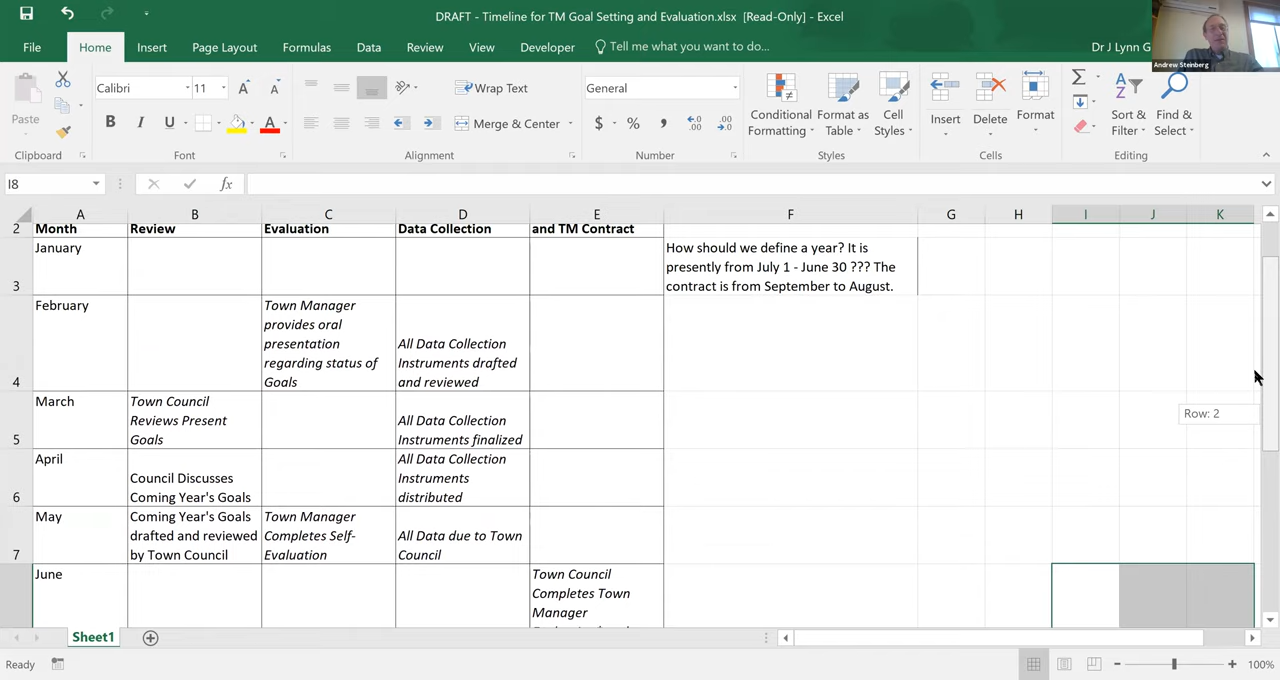 DRAFT - Timeline for TM Goal Setting and Evaluation.xlsx [Read-Only] - Excel
File
Home
Insert
Page Layout
Formulas
Data
Review
View
Developer
Tell me what you want to do...
Dr J Lynn G
Andrew Steinberg
Paste
Clipboard
Calibri
11
B I U
Font
Wrap Text
Merge & Center
Alignment
General
$ %
Number
Conditional
Formatting
Format as
Table
Cell
Styles
Styles
Insert
Delete
Format
Cells
Sort &
Filter
Find &
Select
Editing
I8
fx
A B C D E F G H I J K
2 Month Review Evaluation Data Collection and TM Contract
3 January
How should we define a year? It is
presently from July 1 - June 30 ??? The
contract is from September to August.
4 February
Town Manager
provides oral
presentation
regarding status of
Goals
All Data Collection
Instruments drafted
and reviewed
Row: 2
5 March
Town Council
Reviews Present
Goals
All Data Collection
Instruments finalized
6 April
Council Discusses
Coming Year's Goals
All Data Collection
Instruments
distributed
7 May
Coming Year's Goals
drafted and reviewed
by Town Council
Town Manager
Completes Self-
Evaluation
All Data due to Town
Council
June
Town Council
Completes Town
Manager
Sheet1
Ready
100%